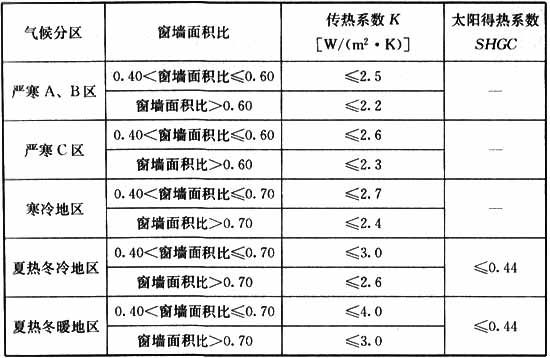 气候分区 窗墙面积比 传热系数 K [W/(m²·K)] 太阳得热系数 SHGC
严寒 A、B区 0.40<窗墙面积比≤0.60 ≤2.5 —
窗墙面积比>0.60 ≤2.2
严寒 C 区 0.40<窗墙面积比≤0.60 ≤2.6 —
窗墙面积比>0.60 ≤2.3
寒冷地区 0.40<窗墙面积比≤0.70 ≤2.7 —
窗墙面积比>0.70 ≤2.4
夏热冬冷地区 0.40<窗墙面积比≤0.70 ≤3.0 ≤0.44
窗墙面积比>0.70 ≤2.6
夏热冬暖地区 0.40<窗墙面积比≤0.70 ≤4.0 ≤0.44
窗墙面积比>0.70 ≤3.0